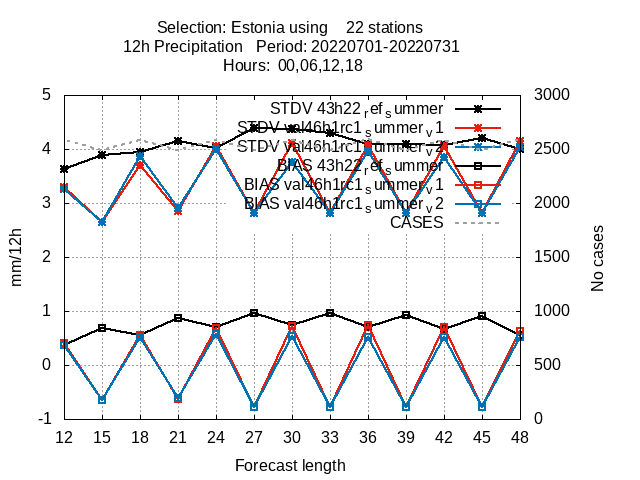 Selection: Estonia using 22 stations
12h Precipitation Period: 20220701-20220731
Hours: 00,06,12,18
5
4
3
2
1
0
-1
mm/12h
3000
2500
2000
1500
1000
500
0
No cases
STDV 43h22ref_summer
STDV val46h1rc1_summer_v1
STDV val46h1rc1_summer_v2
BIAS 43h22ref_summer
BIAS val46h1rc1_summer_v1
BIAS val46h1rc1_summer_v2
CASES
12 15 18 21 24 27 30 33 36 39 42 45 48
Forecast length